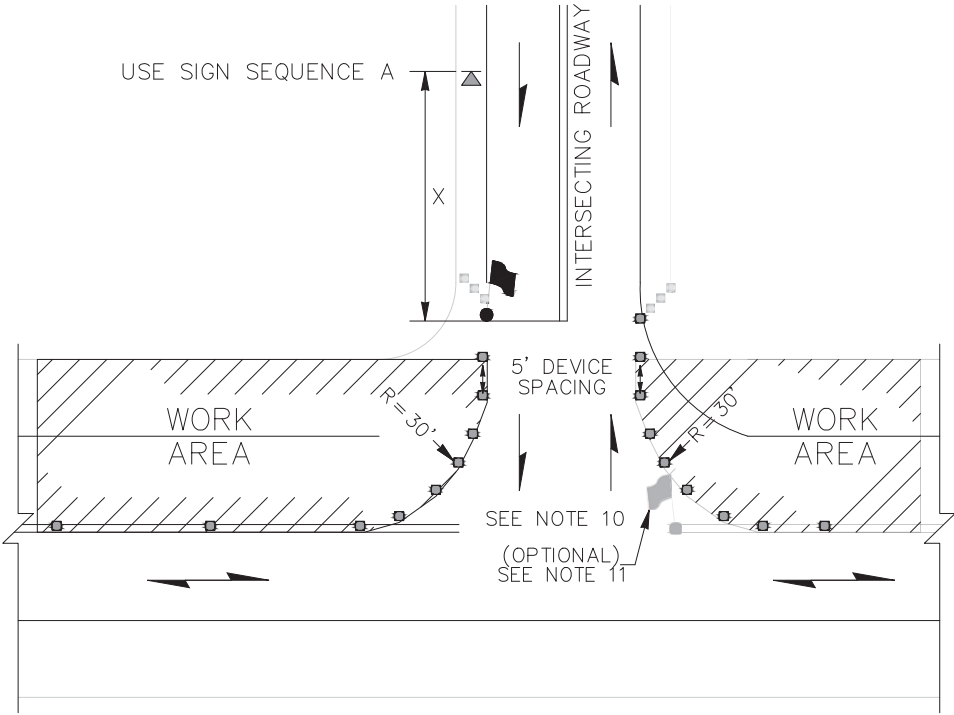 USE SIGN SEQUENCE A
INTERSECTING ROADWAY
X
5' DEVICE
SPACING
R=30'
R=30'
WORK
AREA
WORK
AREA
SEE NOTE 10
(OPTIONAL)
SEE NOTE 11